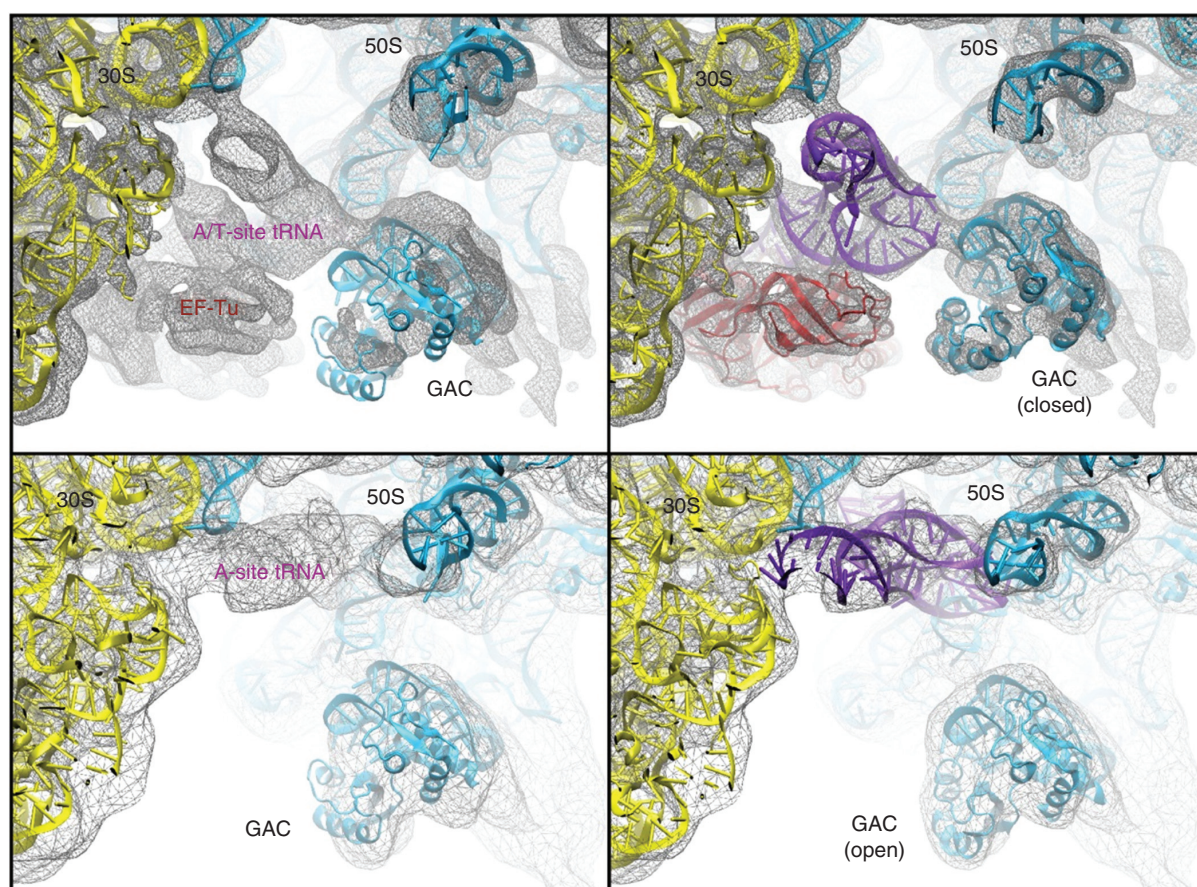 50S
30S
A/T-site tRNA
EF-Tu
GAC
50S
30S
GAC
(closed)
50S
30S
A-site tRNA
GAC
50S
30S
GAC
(open)